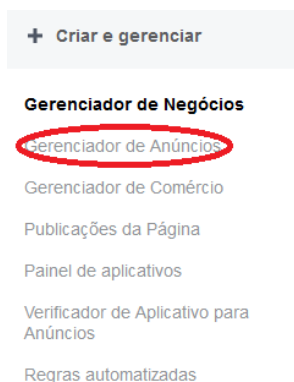 + Criar e gerenciar
Gerenciador de Negócios
Gerenciador de Anúncios
Gerenciador de Comércio
Publicações da Página
Painel de aplicativos
Verificador de Aplicativo para
Anúncios
Regras automatizadas